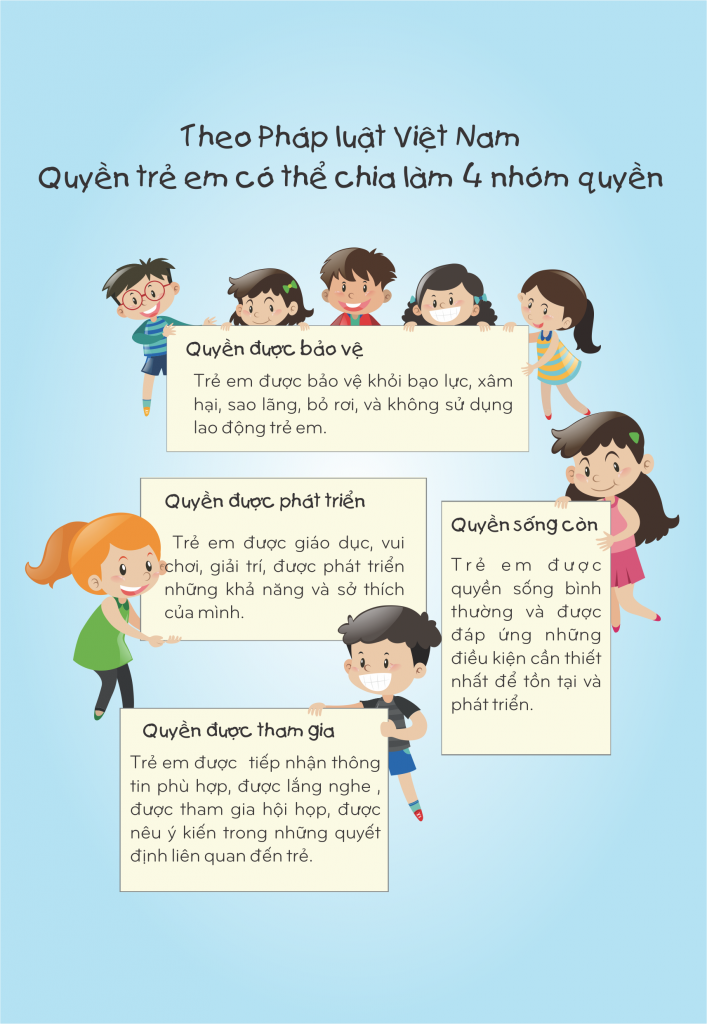 Theo Pháp luật Việt Nam
Quyền trẻ em có thể chia làm 4 nhóm quyền
Quyền được bảo vệ
Trẻ em được bảo vệ khỏi bạo lực, xâm
hại, sao lãng, bỏ rơi, và không sử dụng
lao động trẻ em.
Quyền được phát triển
Trẻ em được giáo dục, vui
chơi, giải trí, được phát triển
những khả năng và sở thích
của mình.
Quyền sống còn
Trẻ em được
quyền sống bình
thường và được
đáp ứng những
điều kiện cần thiết
nhất để tồn tại và
phát triển.
Quyền được tham gia
Trẻ em được tiếp nhận thông
tin phù hợp, được lắng nghe ,
được tham gia hội họp, được
nêu ý kiến trong những quyết
định liên quan đến trẻ.